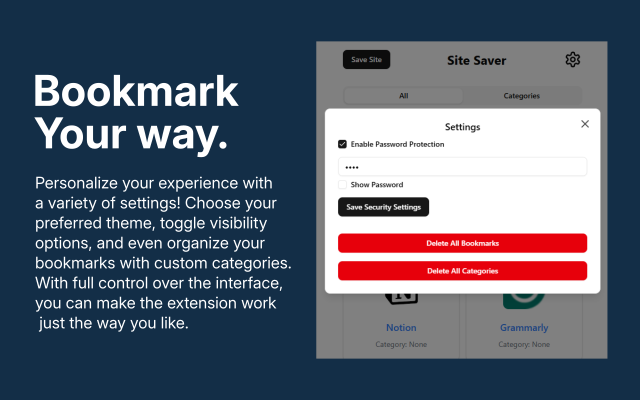 Bookmark
Your way.
Personalize your experience with
a variety of settings! Choose your
preferred theme, toggle visibility
options, and even organize your
bookmarks with custom categories.
With full control over the interface,
you can make the extension work
just the way you like.
Save Site
Site Saver
All
Categories
Settings
Enable Password Protection
••••
Show Password
Save Security Settings
Delete All Bookmarks
Delete All Categories
N
Notion
Grammarly
Category: None
Category: None